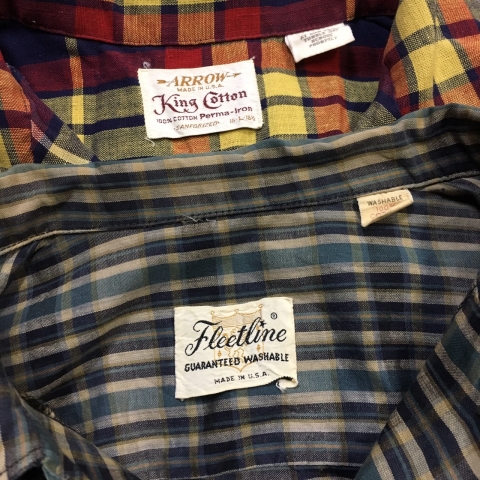 ARROW
MADE IN U.S.A.
King Cotton
100% COTTON Perma-Iron
SANFORIZED
WASHABLE
Fleetline ®
GUARANTEED WASHABLE
MADE IN U.S.A.